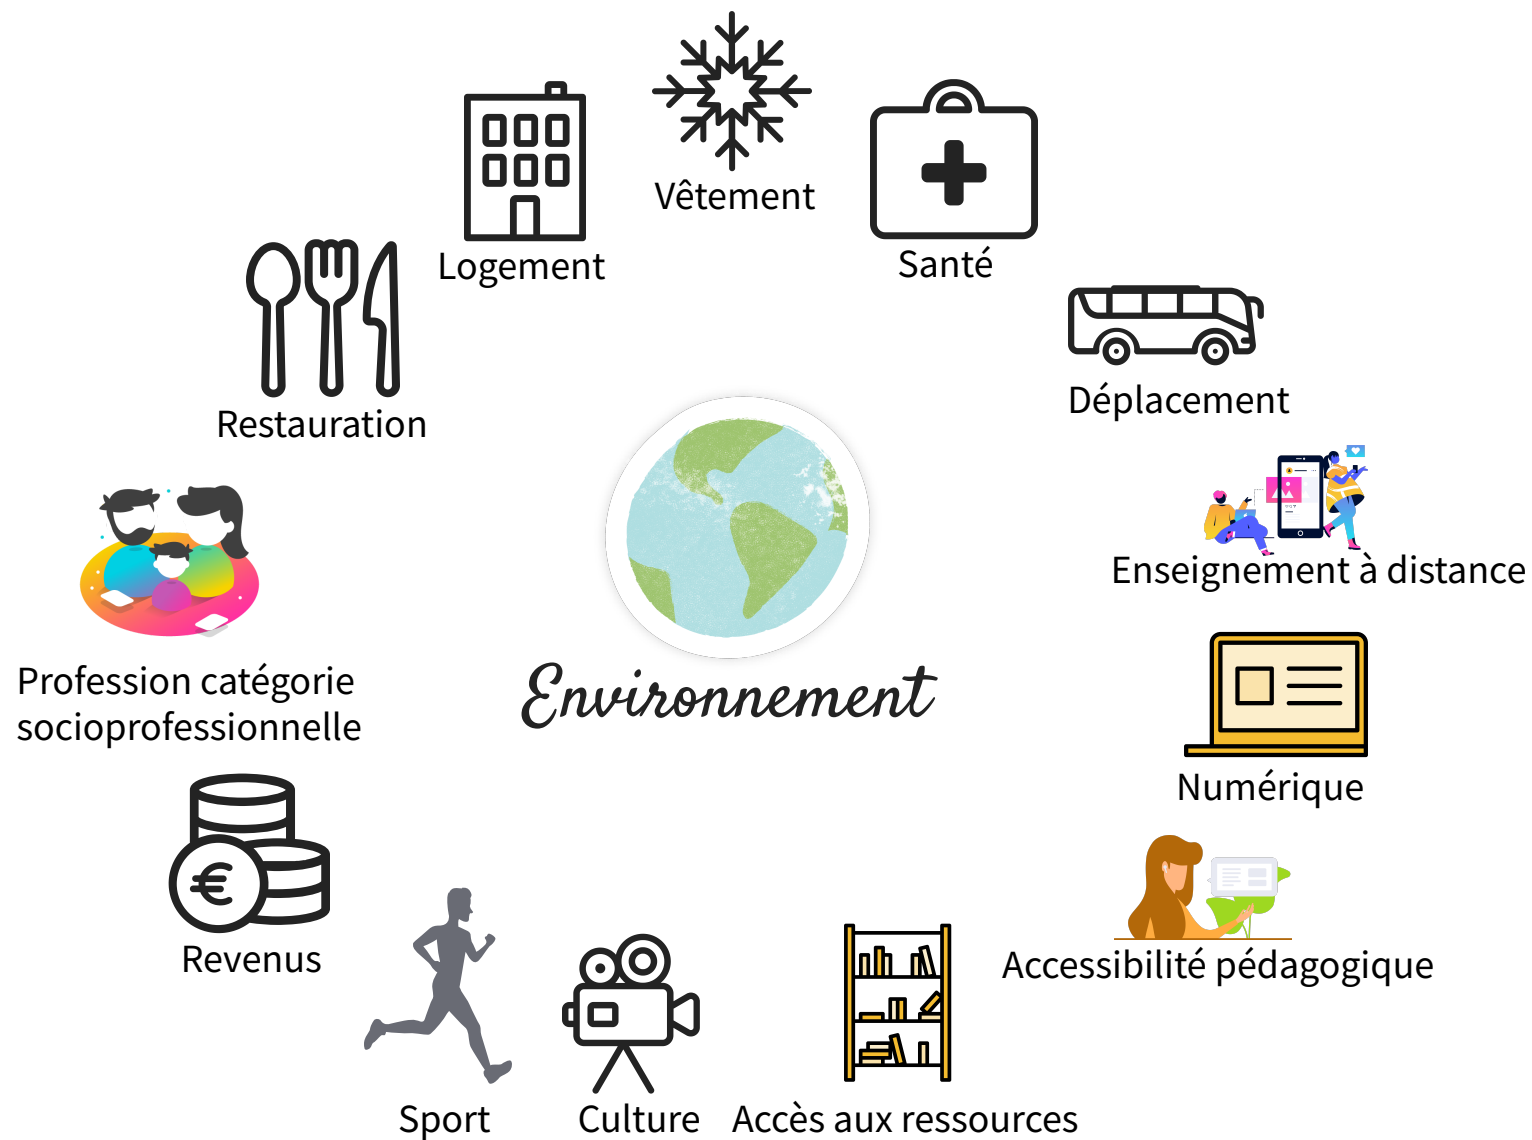 Vêtement
Logement
Santé
Restauration
Déplacement
Enseignement à distance
Profession catégorie
socioprofessionnelle
Environnement
Numérique
€
Revenus
Accessibilité pédagogique
Sport
Culture
Accès aux ressources